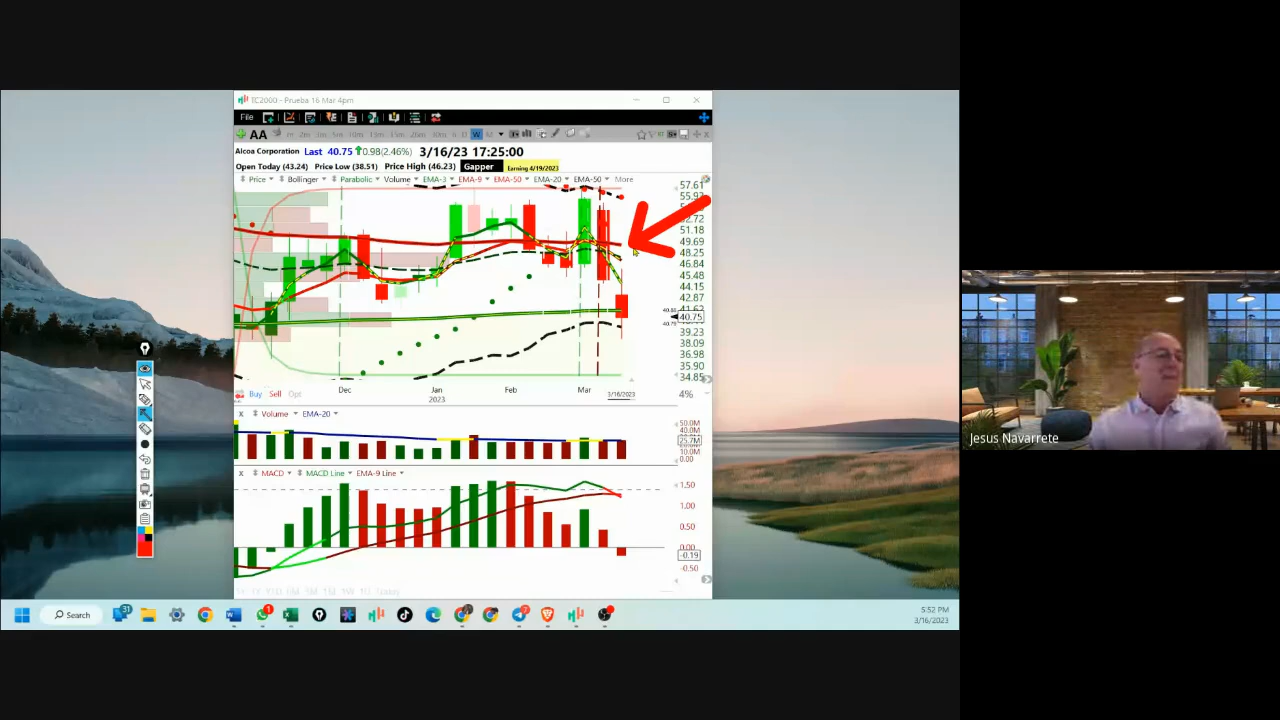 TC2000 - Prueba 16 Mar 4pm
File
AA
W
Alcoa Corporation Last 40.75 0.98(2.46%) 3/16/23 17:25:00
Open Today (43.24) Price Low (38.51) Price High (46.23) Gapper Earning 4/19/2023
Price Bollinger Parabolic Volume EMA-3 EMA-9 EMA-50 EMA-20 EMA-50 More
57.61
52.72
51.18
49.69
48.25
46.84
45.48
44.15
42.87
40.75
39.23
38.09
36.98
35.90
34.85
Dec Jan Feb Mar
2023 3/16/2023
Buy Sell Opt 4%
X Volume EMA-20
50.0M
40.0M
25.7M
10.0M
0.00
X MACD MACD Line EMA-9 Line
1.50
1.00
0.50
0.00
-0.19
-0.50
Jesus Navarrete
Search
31
1
7
5:52 PM
3/16/2023